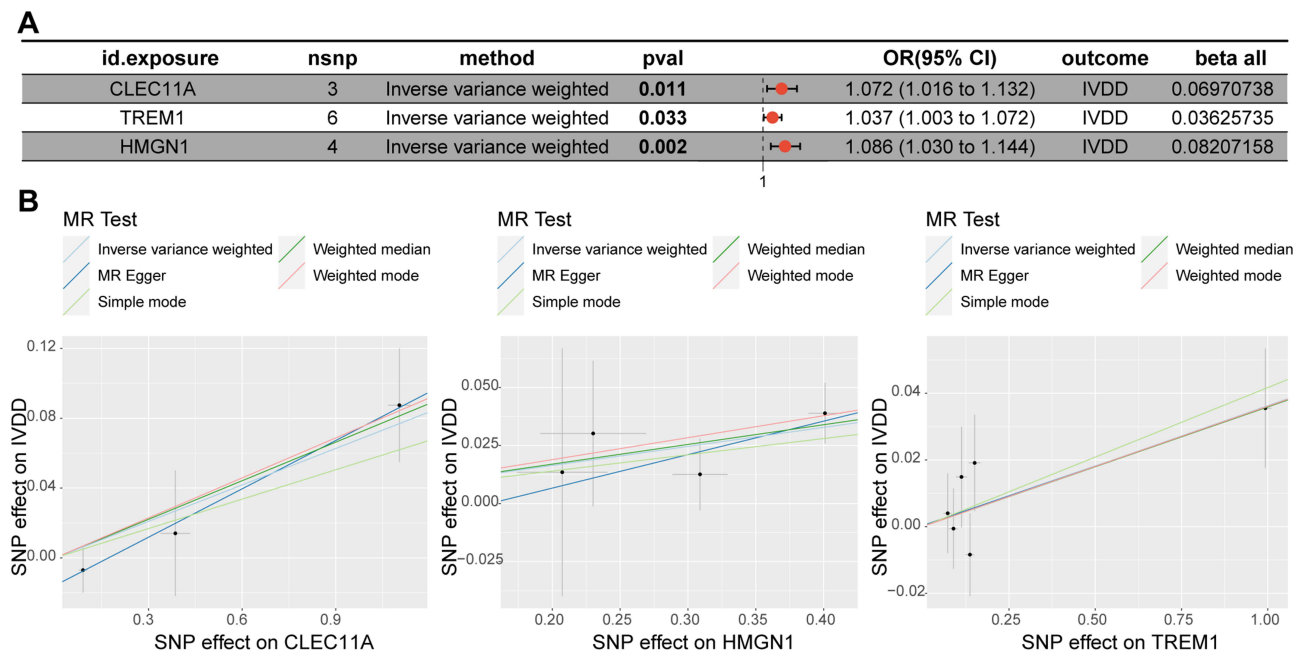 A
id.exposure nsnp method pval OR(95% CI) outcome beta all
CLEC11A 3 Inverse variance weighted 0.011 1.072 (1.016 to 1.132) IVDD 0.06970738
TREM1 6 Inverse variance weighted 0.033 1.037 (1.003 to 1.072) IVDD 0.03625735
HMGN1 4 Inverse variance weighted 0.002 1.086 (1.030 to 1.144) IVDD 0.08207158
1
B
MR Test
Inverse variance weighted Weighted median
MR Egger Weighted mode
Simple mode
0.12
0.08
0.04
0.00
SNP effect on IVDD
0.3 0.6 0.9
SNP effect on CLEC11A
MR Test
Inverse variance weighted Weighted median
MR Egger Weighted mode
Simple mode
0.050
0.025
0.000
−0.025
SNP effect on IVDD
0.20 0.25 0.30 0.35 0.40
SNP effect on HMGN1
MR Test
Inverse variance weighted Weighted median
MR Egger Weighted mode
Simple mode
0.04
0.02
0.00
−0.02
SNP effect on IVDD
0.25 0.50 0.75 1.00
SNP effect on TREM1